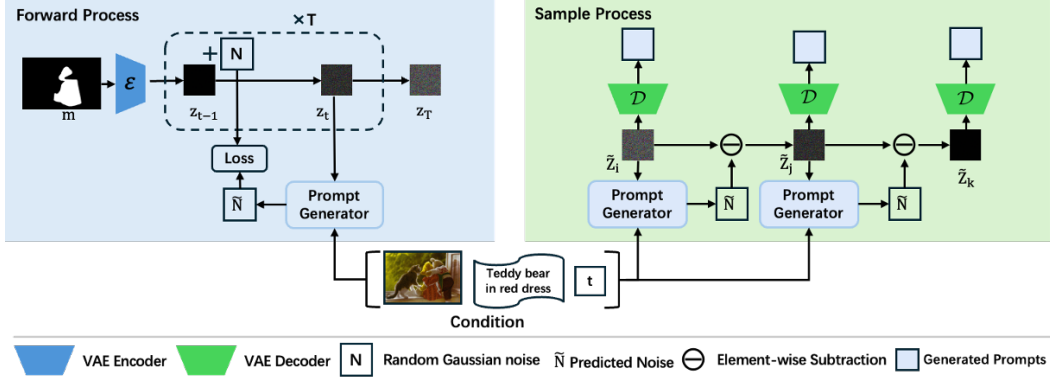 Forward Process
× T
+
N
ε
m
z_{t-1}
z_t
z_T
Loss
Ñ
Prompt
Generator
Sample Process
D
D
D
Z̃_i
Z̃_j
Z̃_k
Prompt
Generator
Ñ
Prompt
Generator
Ñ
Teddy bear
in red dress
t
Condition
VAE Encoder
VAE Decoder
N
Random Gaussian noise
Ñ Predicted Noise
Element-wise Subtraction
Generated Prompts